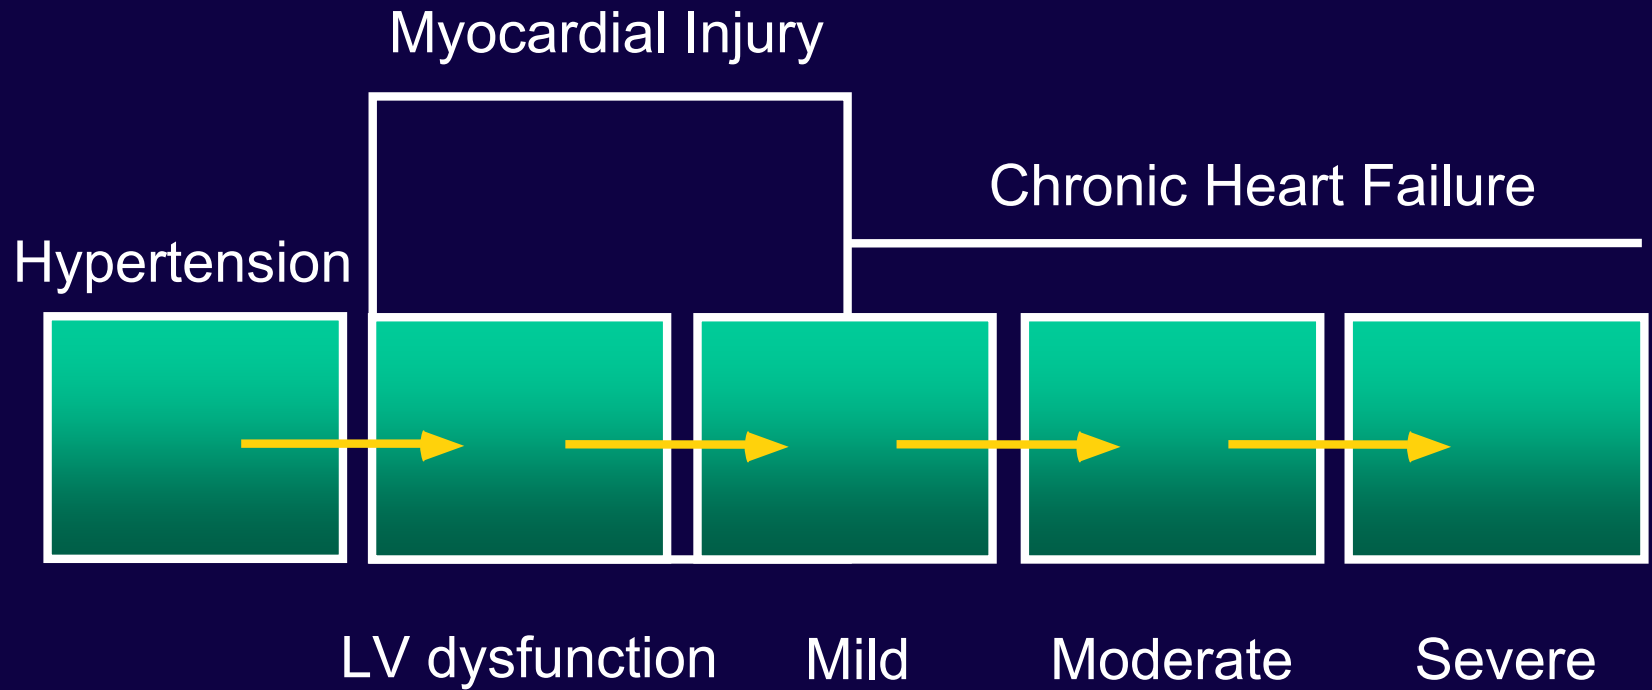 Myocardial Injury
Chronic Heart Failure
Hypertension
LV dysfunction
Mild
Moderate
Severe